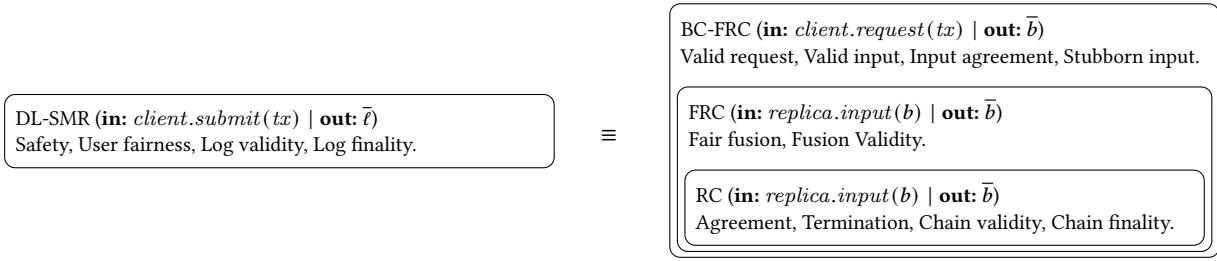 DL-SMR (in: client.submit(tx) | out: ℓ̅)
Safety, User fairness, Log validity, Log finality.
≡
BC-FRC (in: client.request(tx) | out: b̅)
Valid request, Valid input, Input agreement, Stubborn input.
FRC (in: replica.input(b) | out: b̅)
Fair fusion, Fusion Validity.
RC (in: replica.input(b) | out: b̅)
Agreement, Termination, Chain validity, Chain finality.